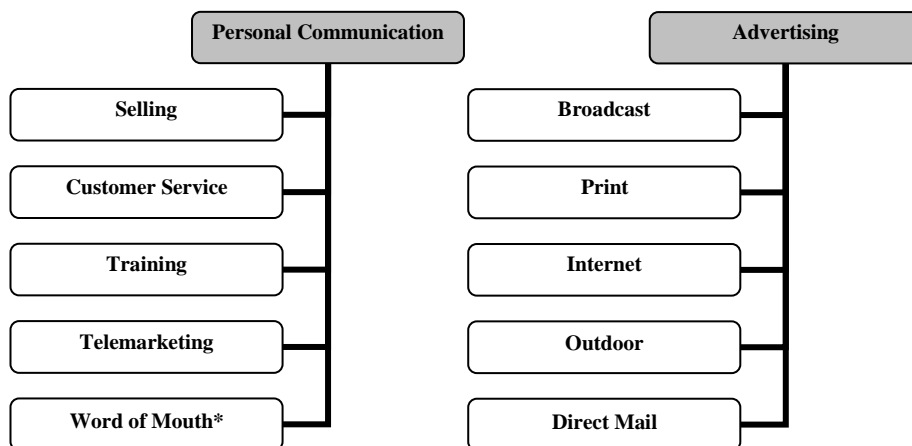 Personal Communication
Selling
Customer Service
Training
Telemarketing
Word of Mouth*
Advertising
Broadcast
Print
Internet
Outdoor
Direct Mail